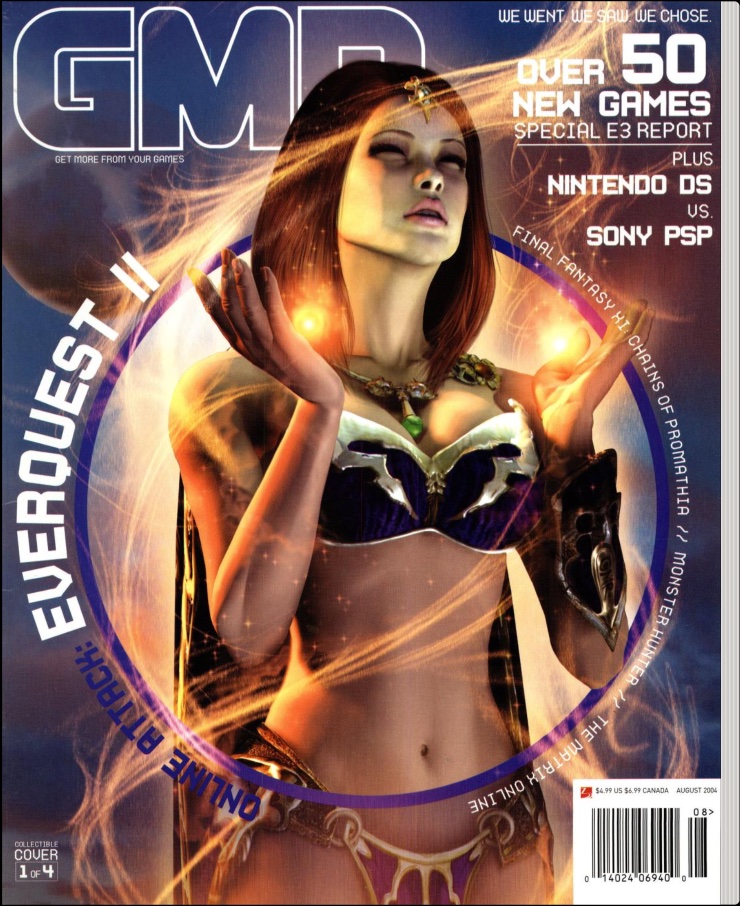 GMR
GET MORE FROM YOUR GAMES
WE WENT. WE SAW. WE CHOSE.
OVER 50
NEW GAMES
SPECIAL E3 REPORT
PLUS
NINTENDO DS
VS.
SONY PSP
ONLINE ATTACK: EVERQUEST II
FINAL FANTASY XI: CHAINS OF PROMATHIA // MONSTER HUNTER // THE MATRIX ONLINE
COLLECTIBLE
COVER
1 OF 4
$4.99 US $6.99 CANADA AUGUST 2004
08>
0 14024 06940 0